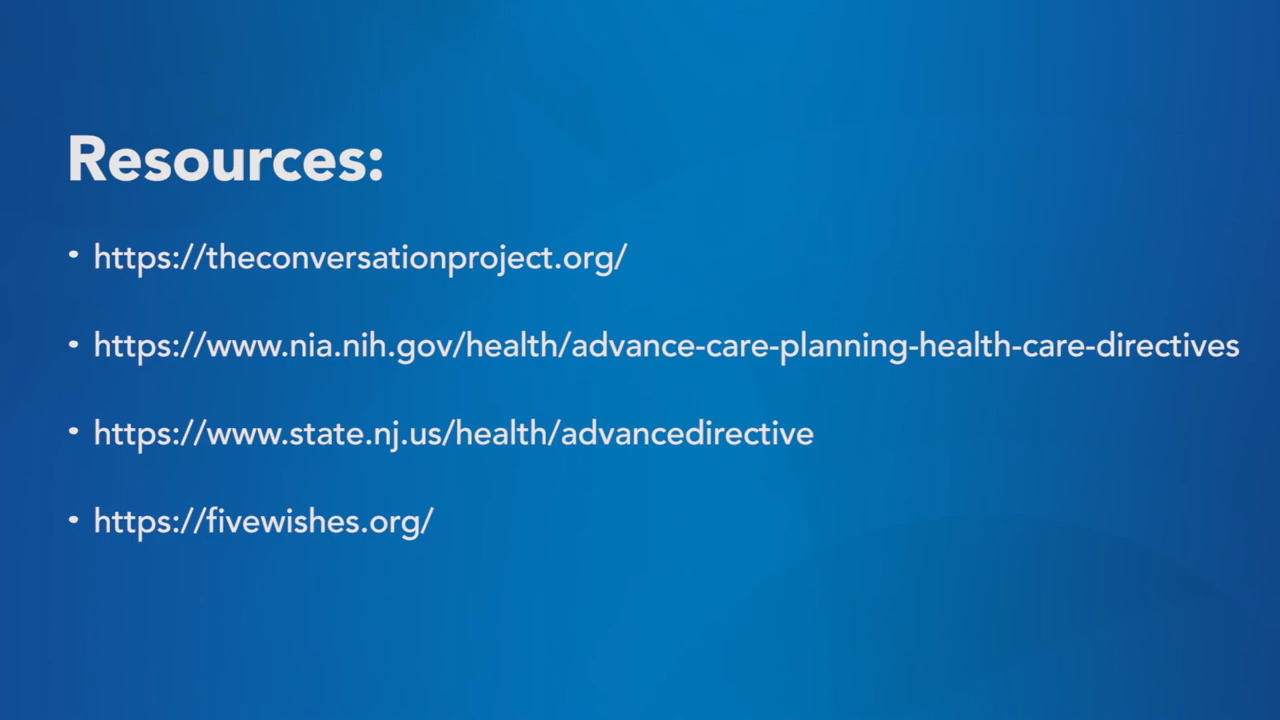 Resources:
• https://theconversationproject.org/
• https://www.nia.nih.gov/health/advance-care-planning-health-care-directives
• https://www.state.nj.us/health/advancedirective
• https://fivewishes.org/